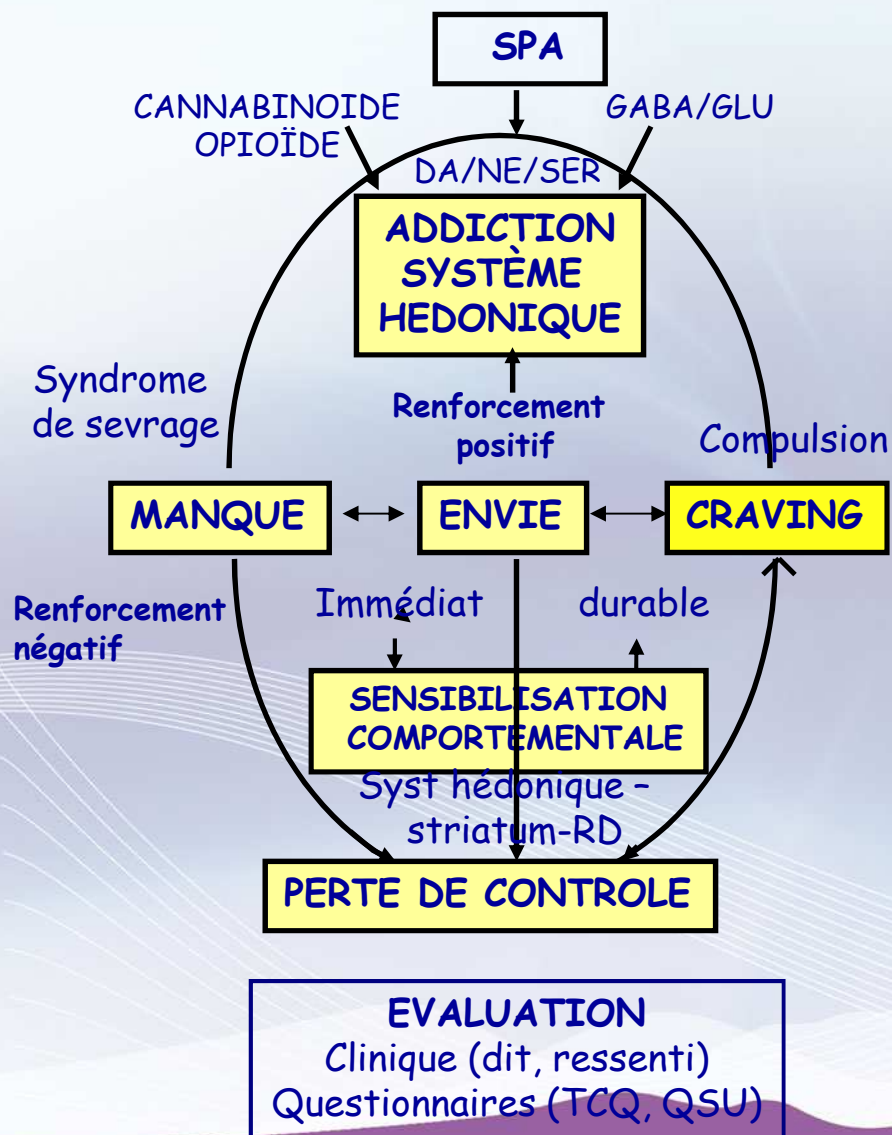 SPA
CANNABINOIDE
OPIOÏDE
GABA/GLU
DA/NE/SER
ADDICTION
SYSTÈME
HEDONIQUE
Syndrome
de sevrage
Renforcement
positif
Compulsion
MANQUE
ENVIE
CRAVING
Renforcement
négatif
Immédiat
durable
SENSIBILISATION
COMPORTEMENTALE
Syst hédonique –
striatum-RD
PERTE DE CONTROLE
EVALUATION
Clinique (dit, ressenti)
Questionnaires (TCQ, QSU)